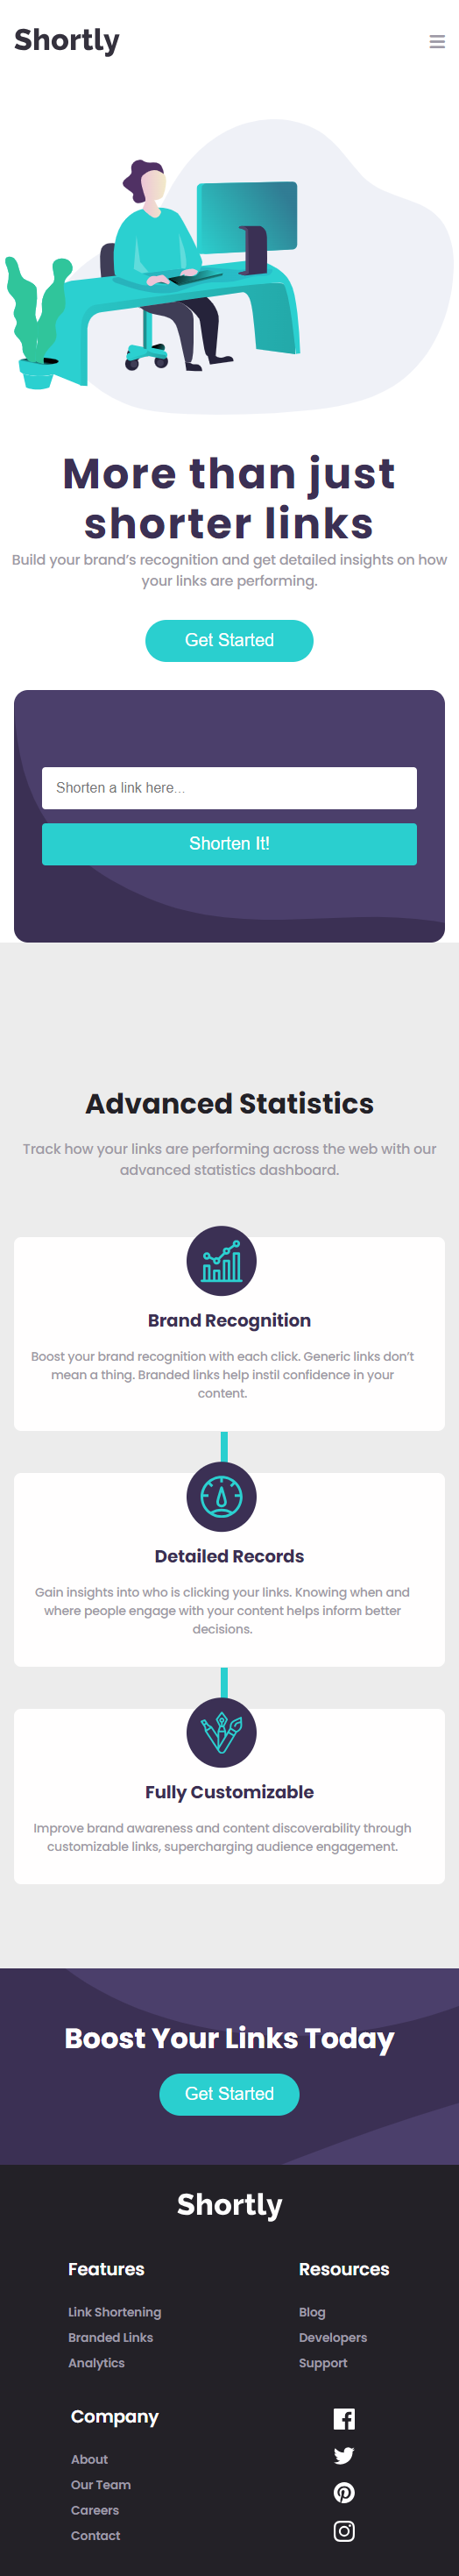 Shortly
More than just
shorter links
Build your brand’s recognition and get detailed insights on how
your links are performing.
Get Started
Shorten a link here...
Shorten It!
Advanced Statistics
Track how your links are performing across the web with our
advanced statistics dashboard.
Brand Recognition
Boost your brand recognition with each click. Generic links don’t
mean a thing. Branded links help instil confidence in your
content.
Detailed Records
Gain insights into who is clicking your links. Knowing when and
where people engage with your content helps inform better
decisions.
Fully Customizable
Improve brand awareness and content discoverability through
customizable links, supercharging audience engagement.
Boost Your Links Today
Get Started
Shortly
Features
Link Shortening
Branded Links
Analytics
Resources
Blog
Developers
Support
Company
About
Our Team
Careers
Contact